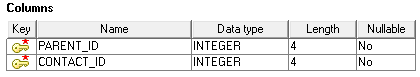 Columns
Key Name Data type Length Nullable
PARENT_ID INTEGER 4 No
CONTACT_ID INTEGER 4 No